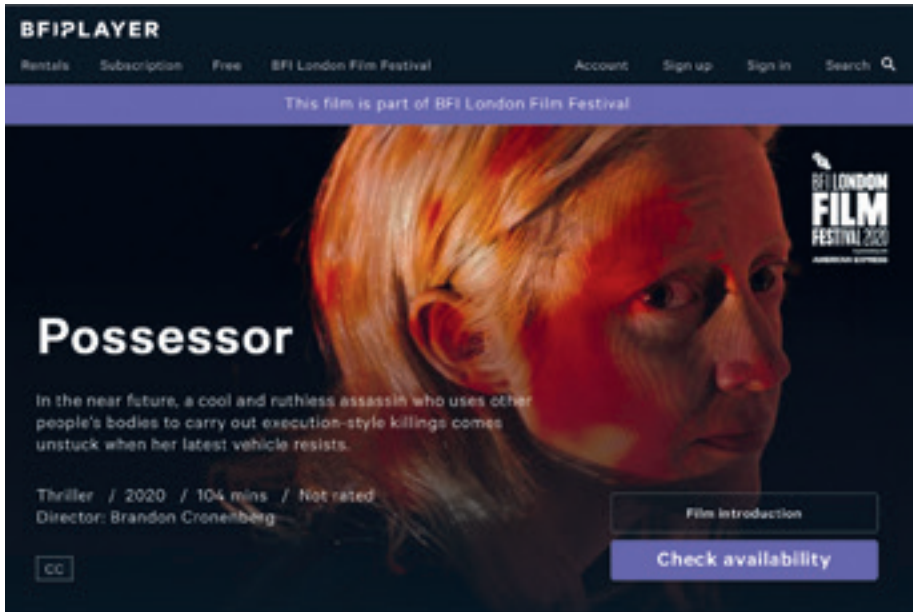 BFI PLAYER
Rentals Subscription Free BFI London Film Festival Account Sign up Sign in Search
This film is part of BFI London Film Festival
BFI LONDON
FILM
FESTIVAL 2020
AMERICAN EXPRESS
Possessor
In the near future, a cool and ruthless assassin who uses other
people's bodies to carry out execution-style killings comes
unstuck when her latest vehicle resists.
Thriller / 2020 / 104 mins / Not rated
Director: Brandon Cronenberg
Film introduction
Check availability
CC